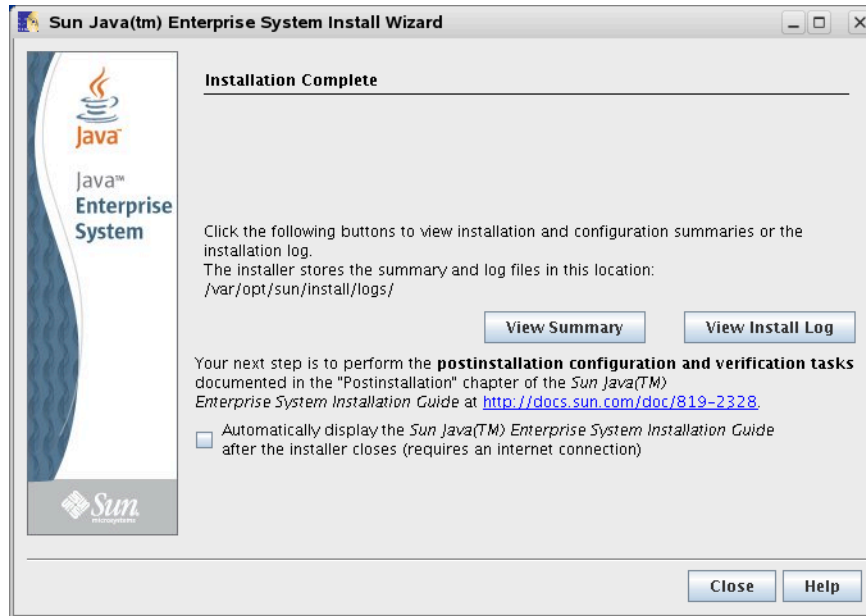 Sun Java(tm) Enterprise System Install Wizard
Installation Complete
Java™
Java™
Enterprise
System
Click the following buttons to view installation and configuration summaries or the
installation log.
The installer stores the summary and log files in this location:
/var/opt/sun/install/logs/
View Summary
View Install Log
Your next step is to perform the postinstallation configuration and verification tasks
documented in the "Postinstallation" chapter of the Sun Java(TM)
Enterprise System Installation Guide at http://docs.sun.com/doc/819-2328.
Automatically display the Sun Java(TM) Enterprise System Installation Guide
after the installer closes (requires an internet connection)
Sun
microsystems
Close
Help